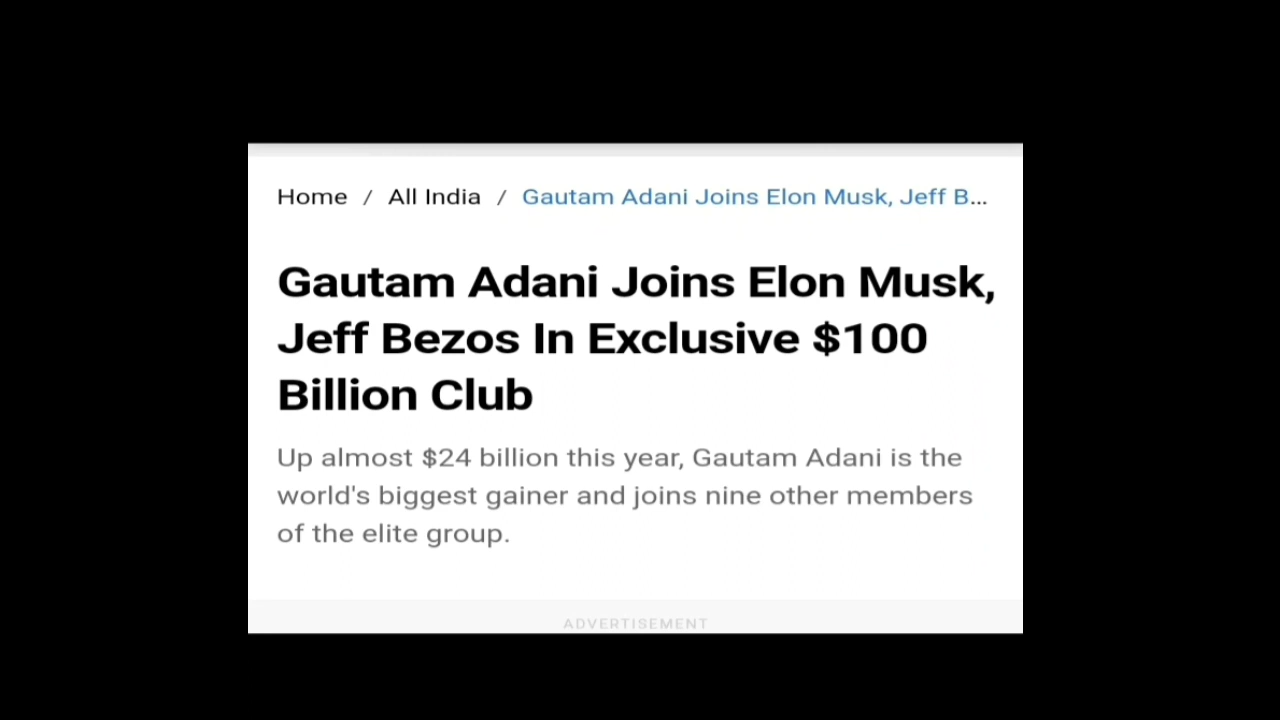 Home / All India / Gautam Adani Joins Elon Musk, Jeff B...
Gautam Adani Joins Elon Musk,
Jeff Bezos In Exclusive $100
Billion Club
Up almost $24 billion this year, Gautam Adani is the
world's biggest gainer and joins nine other members
of the elite group.
ADVERTISEMENT